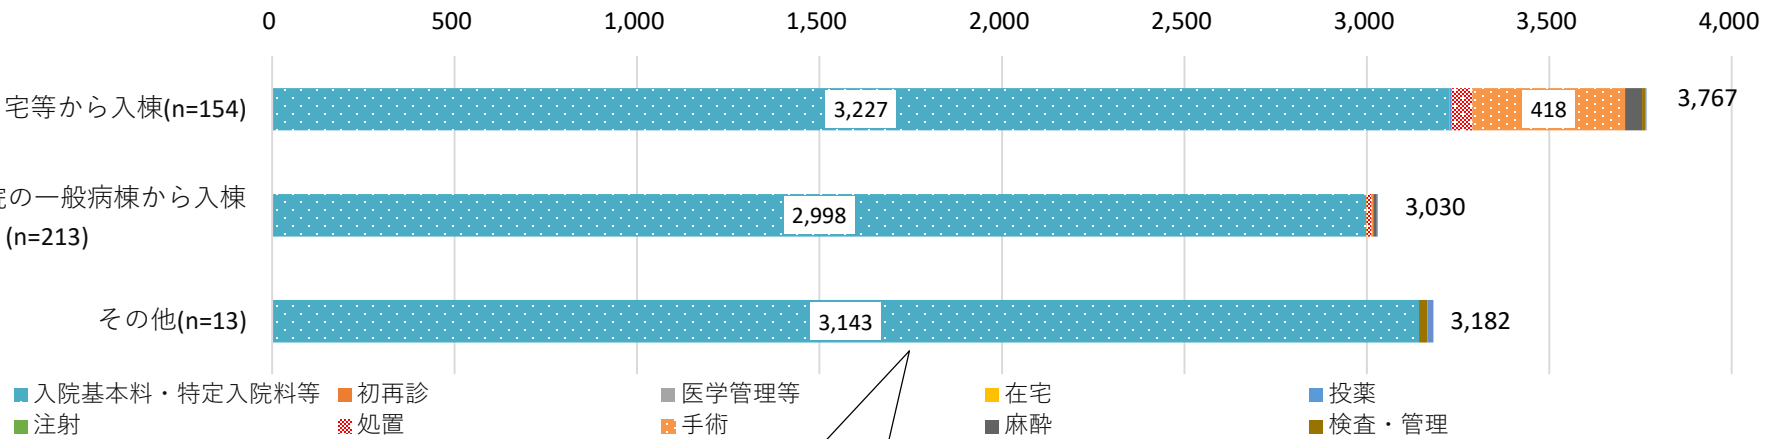 0 500 1,000 1,500 2,000 2,500 3,000 3,500 4,000
宅等から入棟(n=154) 3,227 418 3,767
の一般病棟から入棟
(n=213) 2,998 3,030
その他(n=13) 3,143 3,182
入院基本料・特定入院料等 初再診 医学管理等 在宅 投薬
注射 処置 手術 麻酔 検査・管理